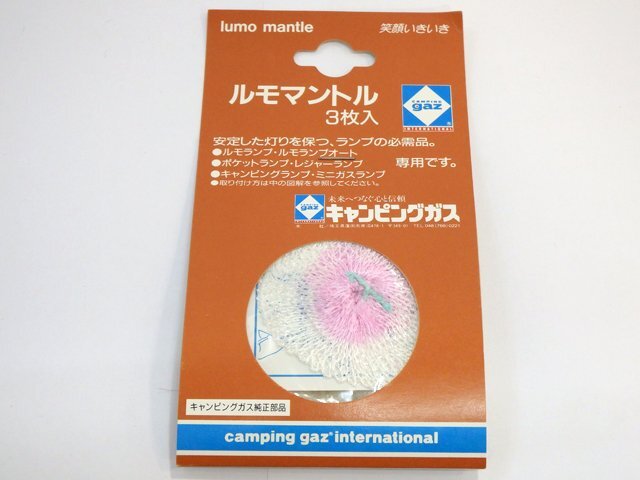 lumo mantle
笑顔いきいき
ルモマントル
3枚入
CAMPING
gaz
INTERNATIONAL
安定した灯りを保つ、ランプの必需品。
●ルモランプ・ルモランプオート
●ポケットランプ・レジャーランプ
●キャンピングランプ・ミニガスランプ
専用です。
●取り付け方は中の図解を参照してください。
gaz
未来へつなぐ心と信頼
キャンピングガス
キャンピングガス純正部品
camping gaz® international